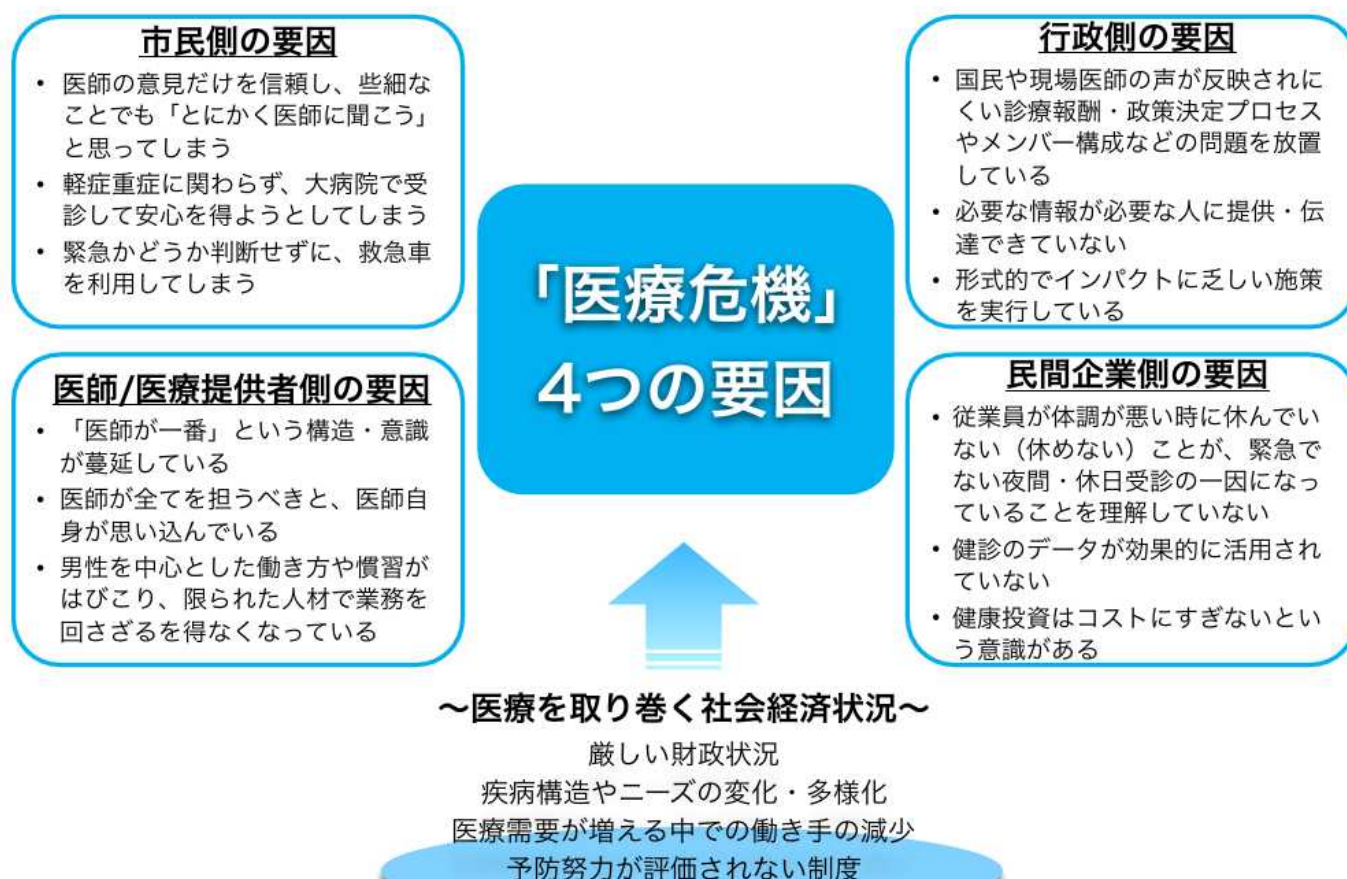 市民側の要因
• 医師の意見だけを信頼し、些細な
ことでも「とにかく医師に聞こう」
と思ってしまう
• 軽症重症に関わらず、大病院で受
診して安心を得ようとしてしまう
• 緊急かどうか判断せずに、救急車
を利用してしまう
行政側の要因
• 国民や現場医師の声が反映されに
くい診療報酬・政策決定プロセス
やメンバー構成などの問題を放置
している
• 必要な情報が必要な人に提供・伝
達できていない
• 形式的でインパクトに乏しい施策
を実行している
「医療危機」
4つの要因
医師/医療提供者側の要因
• 「医師が一番」という構造・意識
が蔓延している
• 医師が全てを担うべきと、医師自
身が思い込んでいる
• 男性を中心とした働き方や慣習が
はびこり、限られた人材で業務を
回さざるを得なくなっている
民間企業側の要因
• 従業員が体調が悪い時に休んでい
ない（休めない）ことが、緊急で
ない夜間・休日受診の一因になっ
ていることを理解していない
• 健診のデータが効果的に活用され
ていない
• 健康投資はコストにすぎないとい
う意識がある
〜医療を取り巻く社会経済状況〜
厳しい財政状況
疾病構造やニーズの変化・多様化
医療需要が増える中での働き手の減少
予防努力が評価されない制度